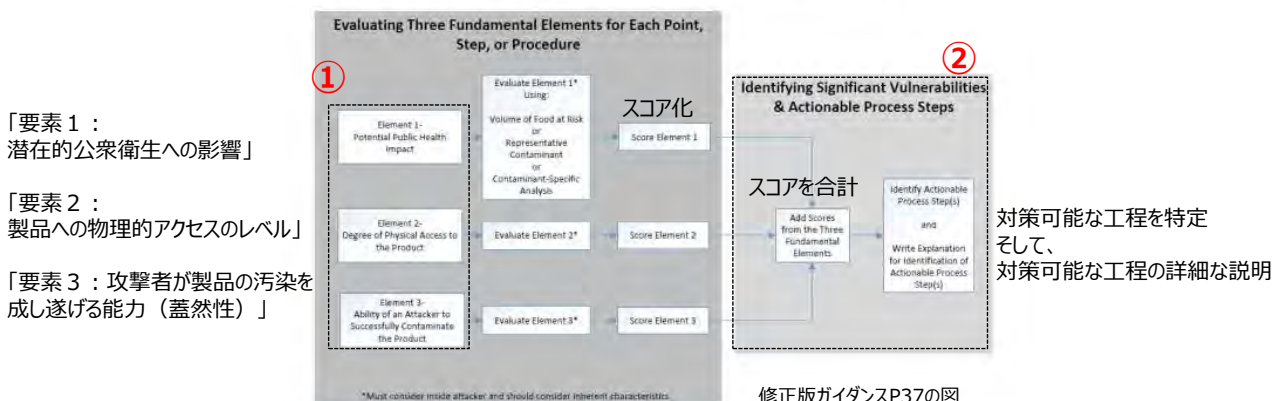 Evaluating Three Fundamental Elements for Each Point,
Step, or Procedure
①
②
「要素１：
潜在的公衆衛生への影響」
「要素２：
製品への物理的アクセスのレベル」
「要素３：攻撃者が製品の汚染を
成し遂げる能力（蓋然性）」
Element 1-
Potential Public Health
Impact
Evaluate Element 1*
Using:
Volume of Food at Risk
or
Representative
Contaminant
or
Contaminant-Specific
Analysis
スコア化
Score Element 1
Element 2-
Degree of Physical Access to
the Product
Evaluate Element 2*
Score Element 2
Element 3-
Ability of an Attacker to
Successfully Contaminate
the Product
Evaluate Element 3*
Score Element 3
*Must consider inside attacker and should consider inherent characteristics
Identifying Significant Vulnerabilities
& Actionable Process Steps
スコアを合計
Add Scores
from the Three
Fundamental
Elements
Identify Actionable
Process Step(s)
and
Write Explanation
for Identification of
Actionable Process
Step(s)
対策可能な工程を特定
そして、
対策可能な工程の詳細な説明
修正版ガイダンスP37の図